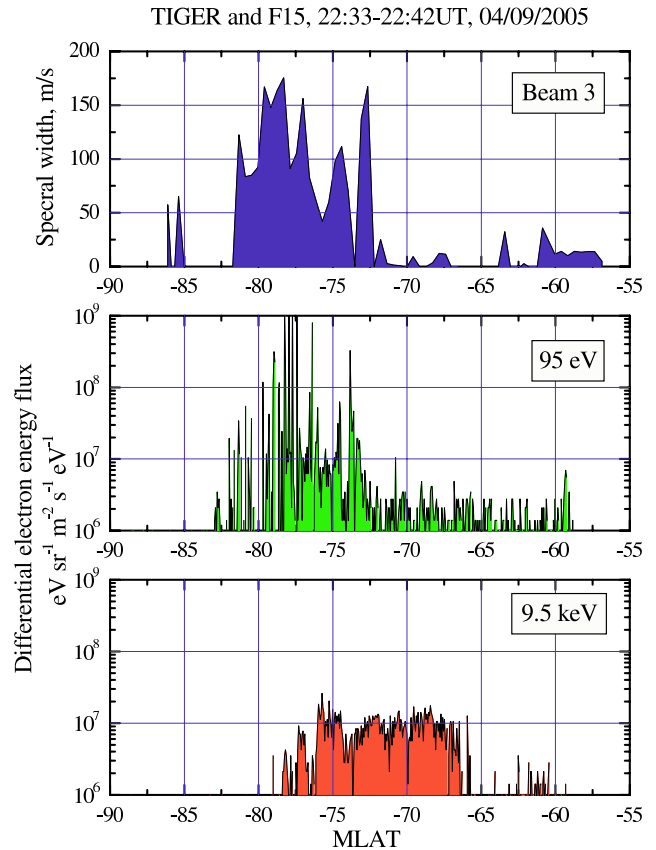 TIGER and F15, 22:33-22:42UT, 04/09/2005
Specral width, m/s
200
150
100
50
0
Beam 3
-90 -85 -80 -75 -70 -65 -60 -55
Differential electron energy flux
eV sr⁻¹ m⁻² s⁻¹ eV⁻¹
10⁹
10⁸
10⁷
10⁶
95 eV
-90 -85 -80 -75 -70 -65 -60 -55
10⁹
10⁸
10⁷
10⁶
9.5 keV
-90 -85 -80 -75 -70 -65 -60 -55
MLAT